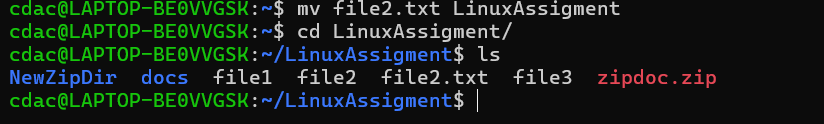 cdac@LAPTOP-BE0VVGSK:~$ mv file2.txt LinuxAssigment
cdac@LAPTOP-BE0VVGSK:~$ cd LinuxAssigment/
cdac@LAPTOP-BE0VVGSK:~/LinuxAssigment$ ls
NewZipDir docs file1 file2 file2.txt file3 zipdoc.zip
cdac@LAPTOP-BE0VVGSK:~/LinuxAssigment$